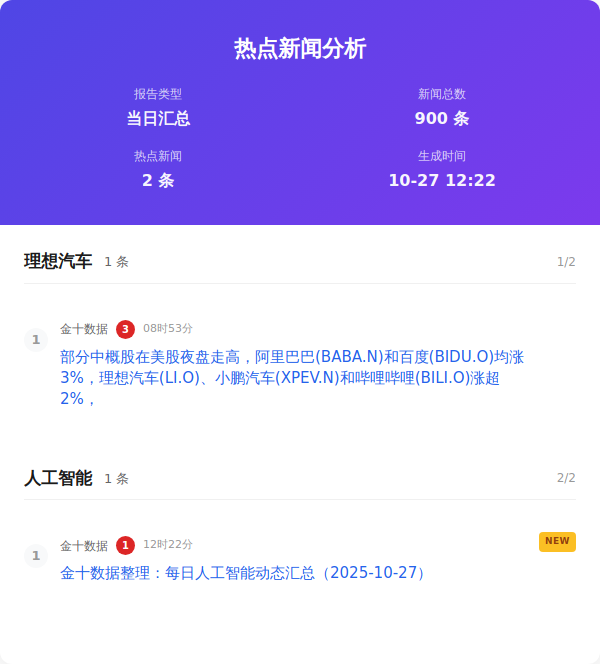 热点新闻分析
报告类型
新闻总数
当日汇总
900 条
热点新闻
生成时间
2 条
10-27 12:22
理想汽车 1 条 1/2
1
金十数据 3 08时53分
部分中概股在美股夜盘走高，阿里巴巴(BABA.N)和百度(BIDU.O)均涨
3%，理想汽车(LI.O)、小鹏汽车(XPEV.N)和哔哩哔哩(BILI.O)涨超
2%，
人工智能 1 条 2/2
1
金十数据 1 12时22分 NEW
金十数据整理：每日人工智能动态汇总（2025-10-27）